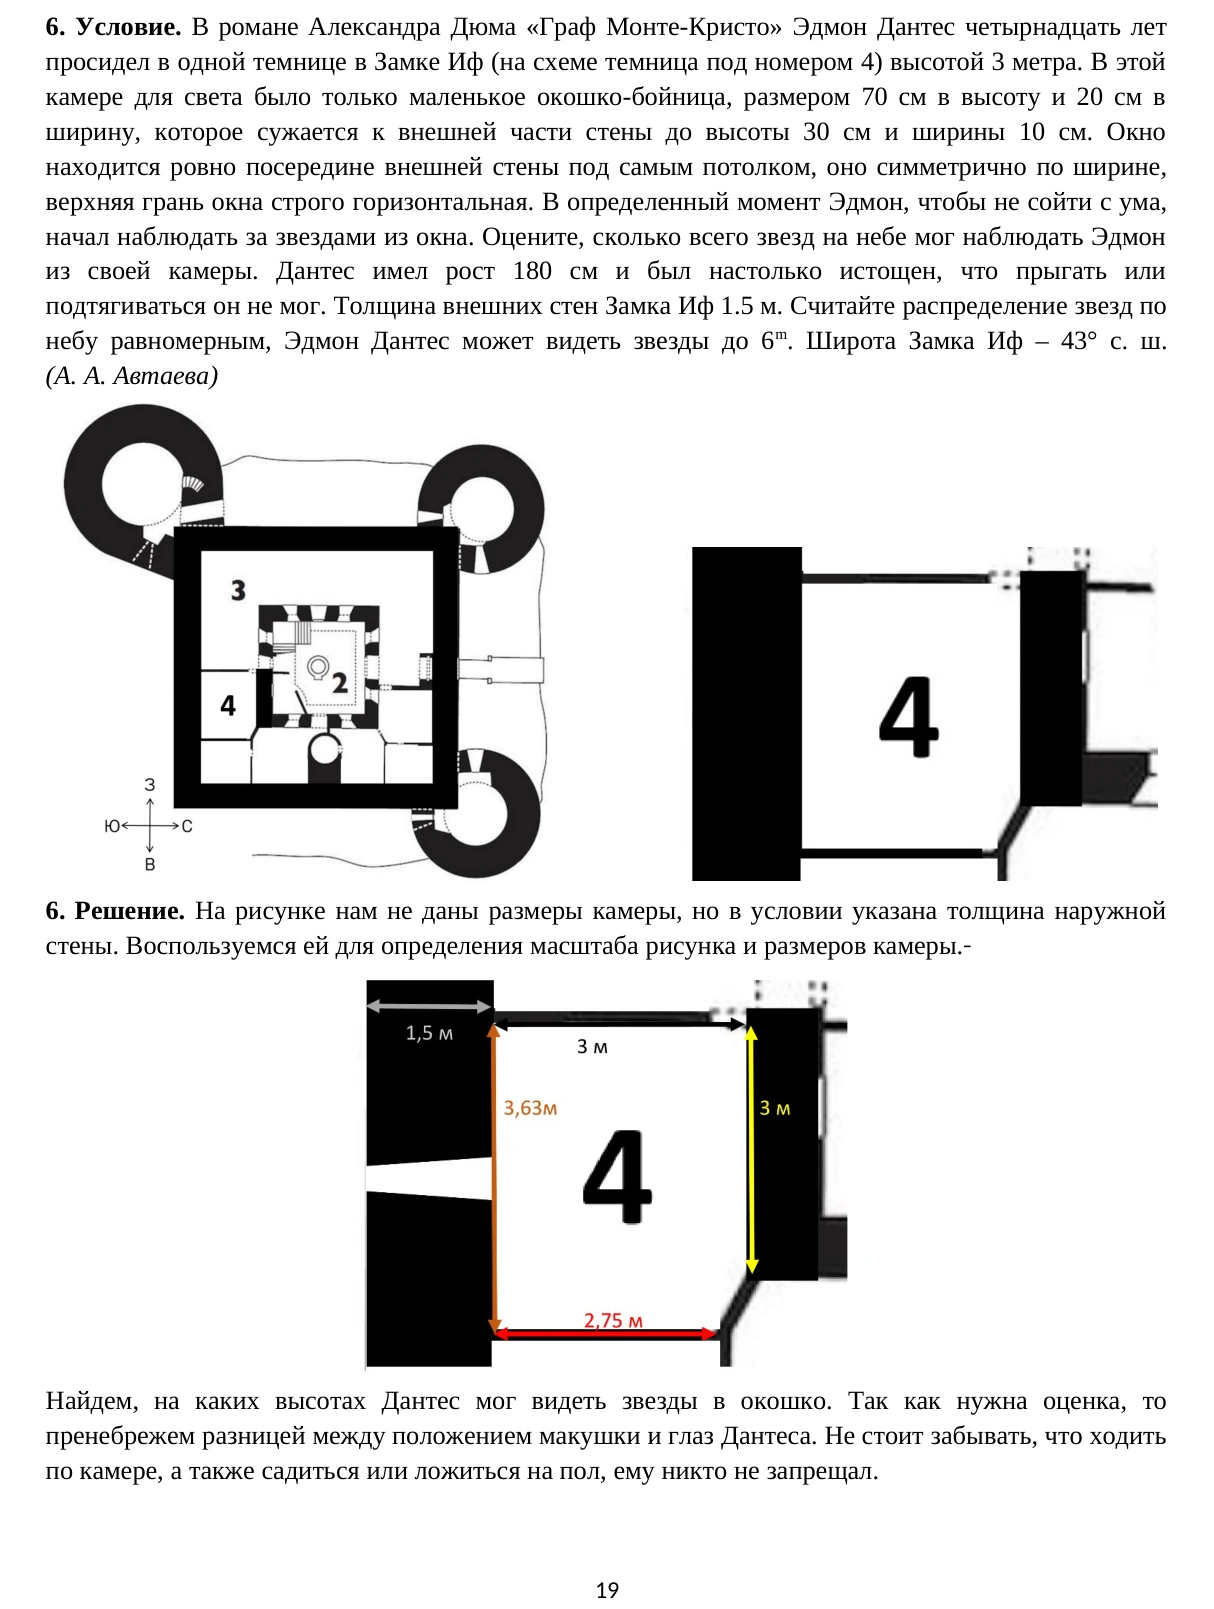 6. Условие. В романе Александра Дюма «Граф Монте-Кристо» Эдмон Дантес четырнадцать лет
просидел в одной темнице в Замке Иф (на схеме темница под номером 4) высотой 3 метра. В этой
камере для света было только маленькое окошко-бойница, размером 70 см в высоту и 20 см в
ширину, которое сужается к внешней части стены до высоты 30 см и ширины 10 см. Окно
находится ровно посередине внешней стены под самым потолком, оно симметрично по ширине,
верхняя грань окна строго горизонтальная. В определенный момент Эдмон, чтобы не сойти с ума,
начал наблюдать за звездами из окна. Оцените, сколько всего звезд на небе мог наблюдать Эдмон
из своей камеры. Дантес имел рост 180 см и был настолько истощен, что прыгать или
подтягиваться он не мог. Толщина внешних стен Замка Иф 1.5 м. Считайте распределение звезд по
небу равномерным, Эдмон Дантес может видеть звезды до 6m. Широта Замка Иф – 43° с. ш.
(А. А. Автаева)
3
2
4
З
Ю
С
В
4
6. Решение. На рисунке нам не даны размеры камеры, но в условии указана толщина наружной
стены. Воспользуемся ей для определения масштаба рисунка и размеров камеры.-
1,5 м
3 м
3,63м
3 м
4
2,75 м
Найдем, на каких высотах Дантес мог видеть звезды в окошко. Так как нужна оценка, то
пренебрежем разницей между положением макушки и глаз Дантеса. Не стоит забывать, что ходить
по камере, а также садиться или ложиться на пол, ему никто не запрещал.
19